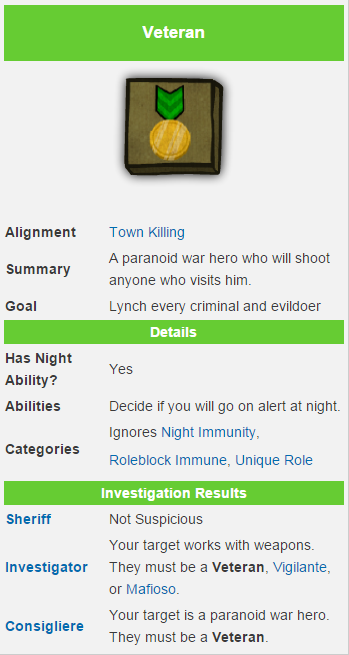 Veteran
Alignment Town Killing
Summary A paranoid war hero who will shoot
anyone who visits him.
Goal Lynch every criminal and evildoer
Details
Has Night
Ability? Yes
Abilities Decide if you will go on alert at night.
Categories Ignores Night Immunity,
Roleblock Immune, Unique Role
Investigation Results
Sheriff Not Suspicious
Investigator Your target works with weapons.
They must be a Veteran, Vigilante,
or Mafioso.
Consigliere Your target is a paranoid war hero.
They must be a Veteran.